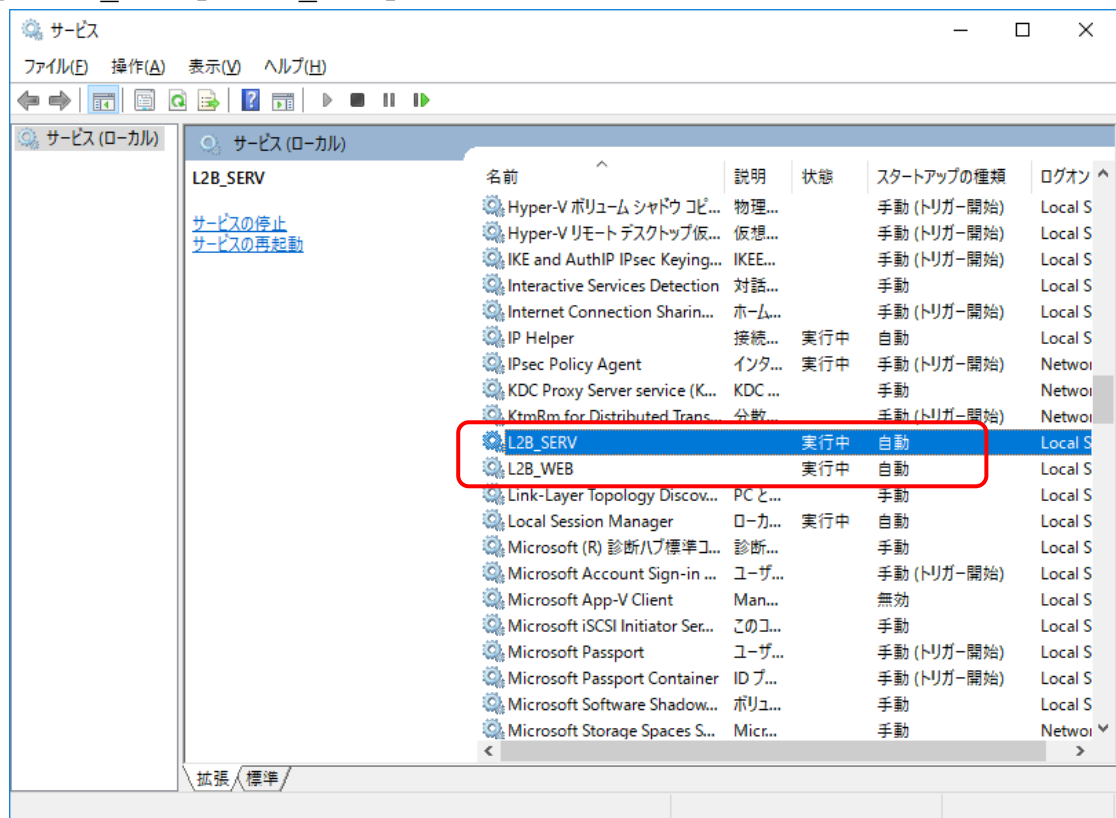 サービス
ファイル(F) 操作(A) 表示(V) ヘルプ(H)
サービス (ローカル)
サービス (ローカル)
L2B_SERV
サービスの停止
サービスの再起動
名前 説明 状態 スタートアップの種類 ログオン
Hyper-V ボリューム シャドウ コピ... 物理... 手動 (トリガー開始) Local S
Hyper-V リモート デスクトップ仮... 仮想... 手動 (トリガー開始) Local S
IKE and AuthIP IPsec Keying... IKEE... 手動 (トリガー開始) Local S
Interactive Services Detection 対話... 手動 Local S
Internet Connection Sharin... ホーム... 手動 (トリガー開始) Local S
IP Helper 接続... 実行中 自動 Local S
IPsec Policy Agent インタ... 実行中 手動 (トリガー開始) Networ
KDC Proxy Server service (K... KDC ... 手動 Networ
KtmRm for Distributed Trans... 分散... 手動 (トリガー開始) Networ
L2B_SERV 実行中 自動 Local S
L2B_WEB 実行中 自動 Local S
Link-Layer Topology Discov... PC と... 手動 Local S
Local Session Manager ローカ... 実行中 自動 Local S
Microsoft (R) 診断ハブ標準コ... 診断... 手動 Local S
Microsoft Account Sign-in ... ユーザ... 手動 (トリガー開始) Local S
Microsoft App-V Client Man... 無効 Local S
Microsoft iSCSI Initiator Ser... このコ... 手動 Local S
Microsoft Passport ユーザ... 手動 (トリガー開始) Local S
Microsoft Passport Container ID プ... 手動 (トリガー開始) Local S
Microsoft Software Shadow... ボリュ... 手動 Local S
Microsoft Storage Spaces S... Micr... 手動 Networ
拡張 標準